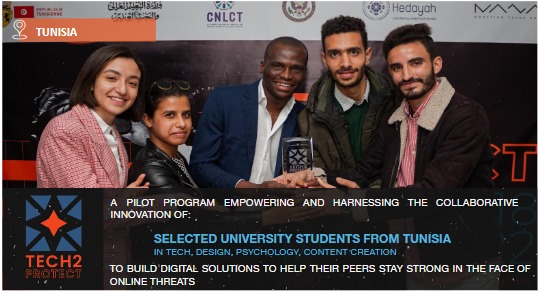 REPUBLIQUE
TUNISIENNE
CNLCT
Hedayah
TUNISIA
TECH2
PROTECT
A PILOT PROGRAM EMPOWERING AND HARNESSING THE COLLABORATIVE
INNOVATION OF:
SELECTED UNIVERSITY STUDENTS FROM TUNISIA
IN TECH, DESIGN, PSYCHOLOGY, CONTENT CREATION
TO BUILD DIGITAL SOLUTIONS TO HELP THEIR PEERS STAY STRONG IN THE FACE OF
ONLINE THREATS